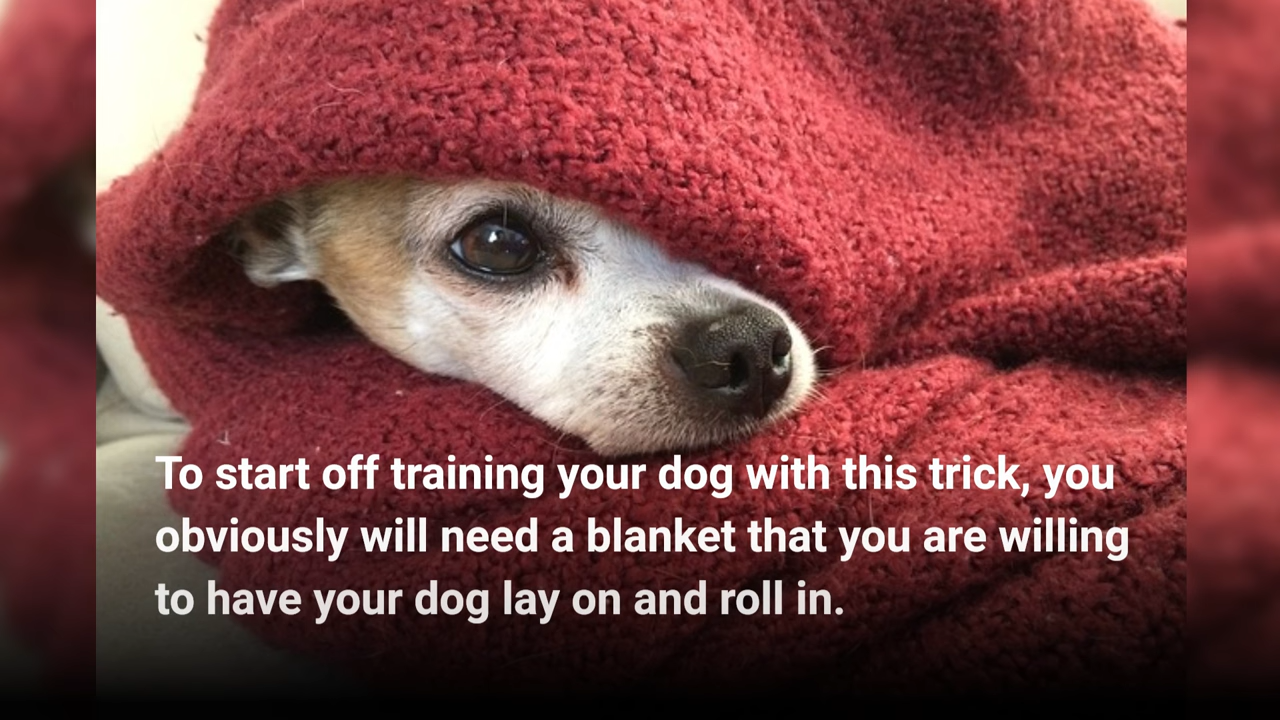 To start off training your dog with this trick, you
obviously will need a blanket that you are willing
to have your dog lay on and roll in.